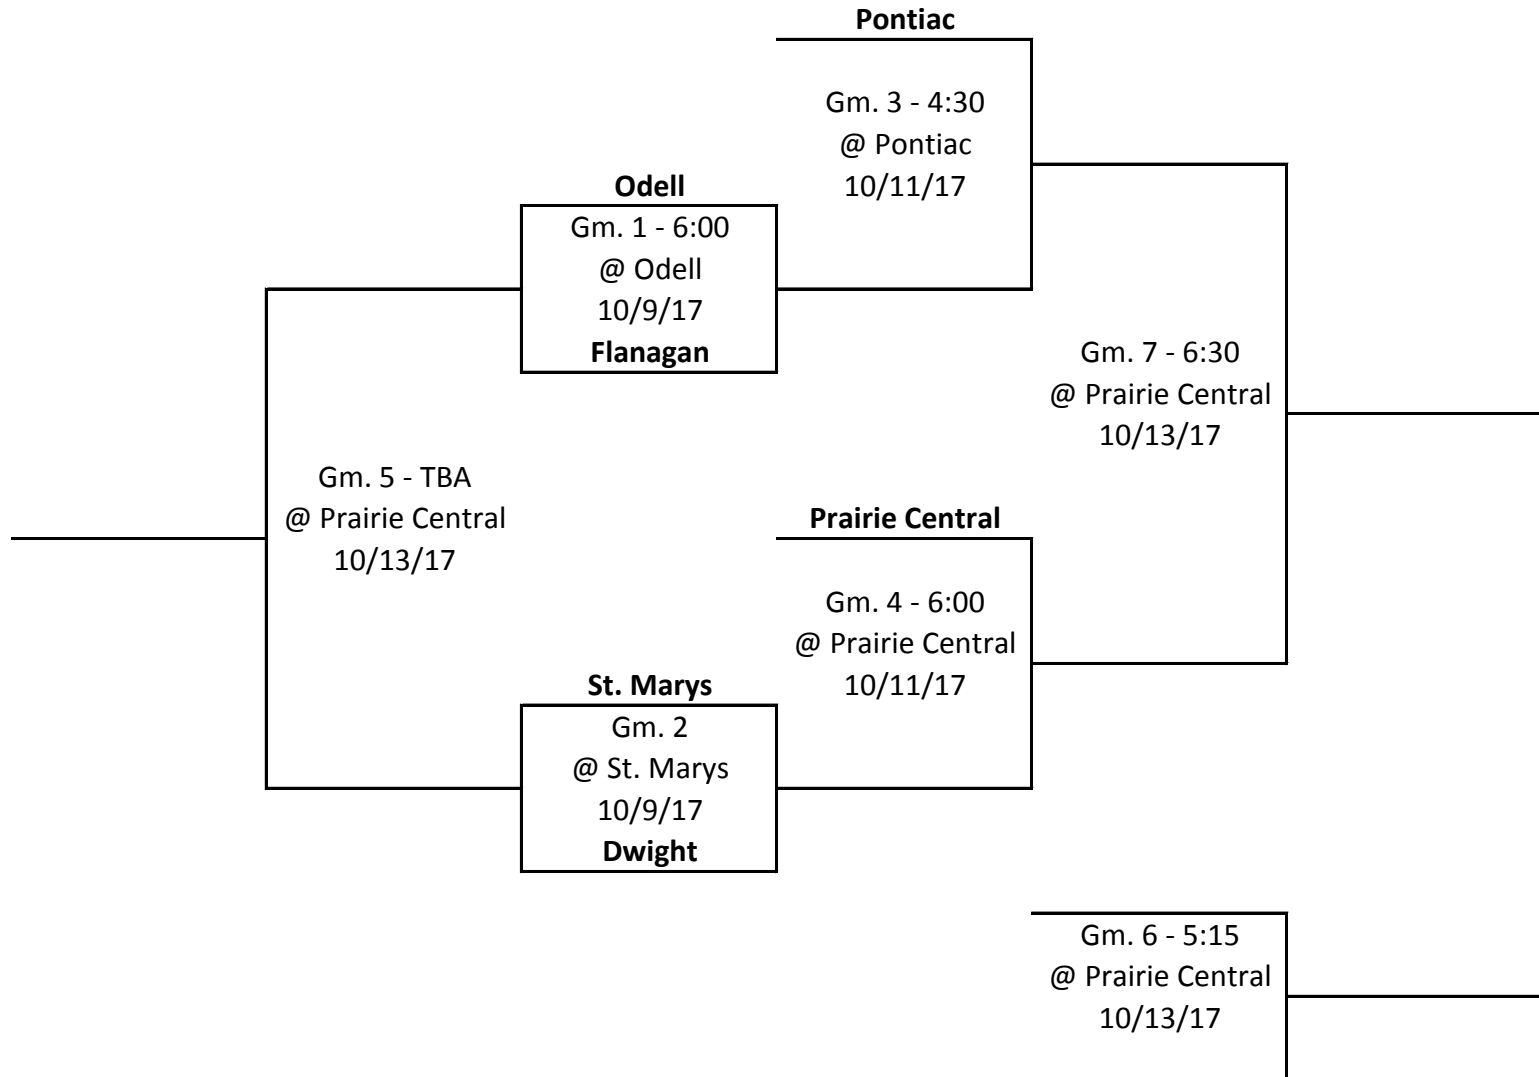 Pontiac
Gm. 3 - 4:30
@ Pontiac
10/11/17
Odell
Gm. 1 - 6:00
@ Odell
10/9/17
Flanagan
Gm. 7 - 6:30
@ Prairie Central
10/13/17
Gm. 5 - TBA
@ Prairie Central
10/13/17
Prairie Central
Gm. 4 - 6:00
@ Prairie Central
10/11/17
St. Marys
Gm. 2
@ St. Marys
10/9/17
Dwight
Gm. 6 - 5:15
@ Prairie Central
10/13/17